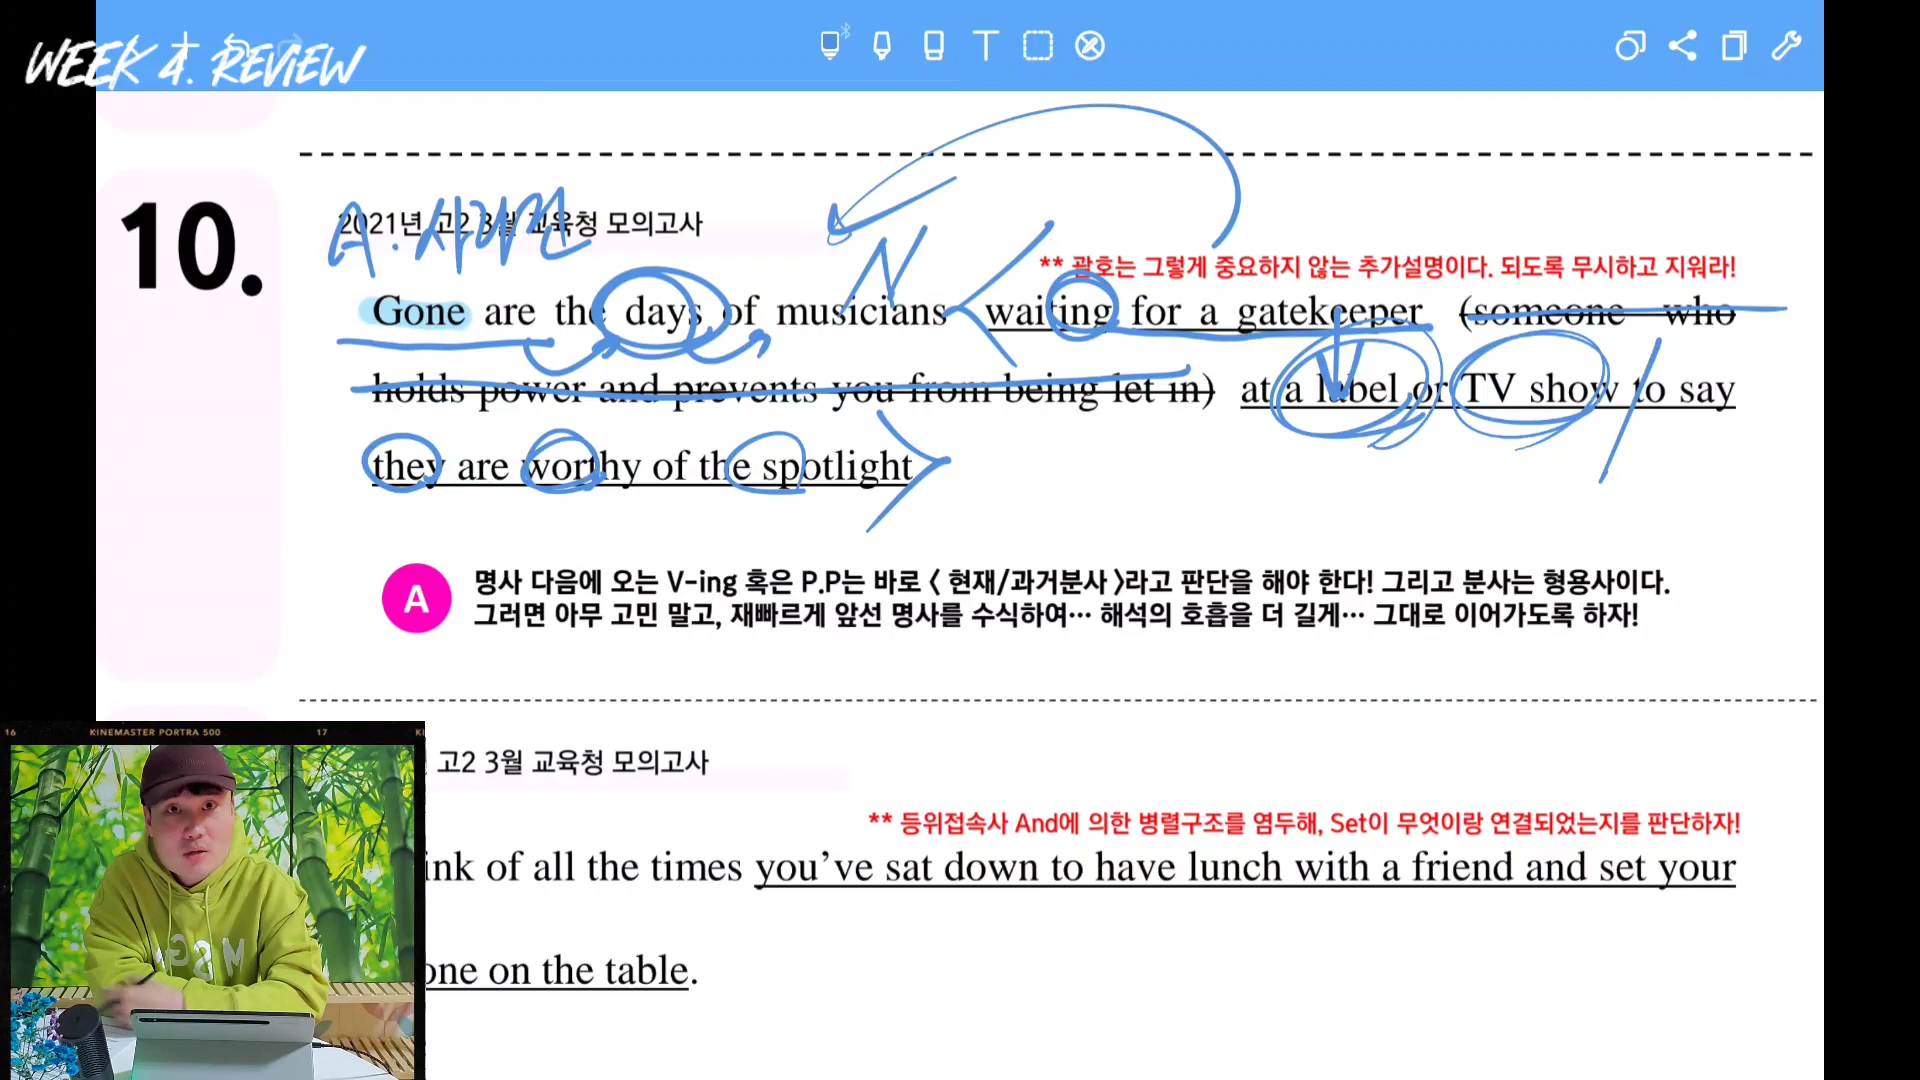 WEEK 4. REVIEW
10.
2021년 고2 3월 교육청 모의고사
A. 사라진
N
** 괄호는 그렇게 중요하지 않는 추가설명이다. 되도록 무시하고 지워라!
Gone are the days of musicians waiting for a gatekeeper (someone who
holds power and prevents you from being let in) at a label or TV show to say
they are worthy of the spotlight
A
명사 다음에 오는 V-ing 혹은 P.P는 바로 < 현재/과거분사 >라고 판단을 해야 한다! 그리고 분사는 형용사이다.
그러면 아무 고민 말고, 재빠르게 앞선 명사를 수식하여… 해석의 호흡을 더 길게… 그대로 이어가도록 하자!
고2 3월 교육청 모의고사
** 등위접속사 And에 의한 병렬구조를 염두해, Set이 무엇이랑 연결되었는지를 판단하자!
ink of all the times you've sat down to have lunch with a friend and set your
one on the table.
16 KINEMASTER PORTRA 500 17 KI
MSG